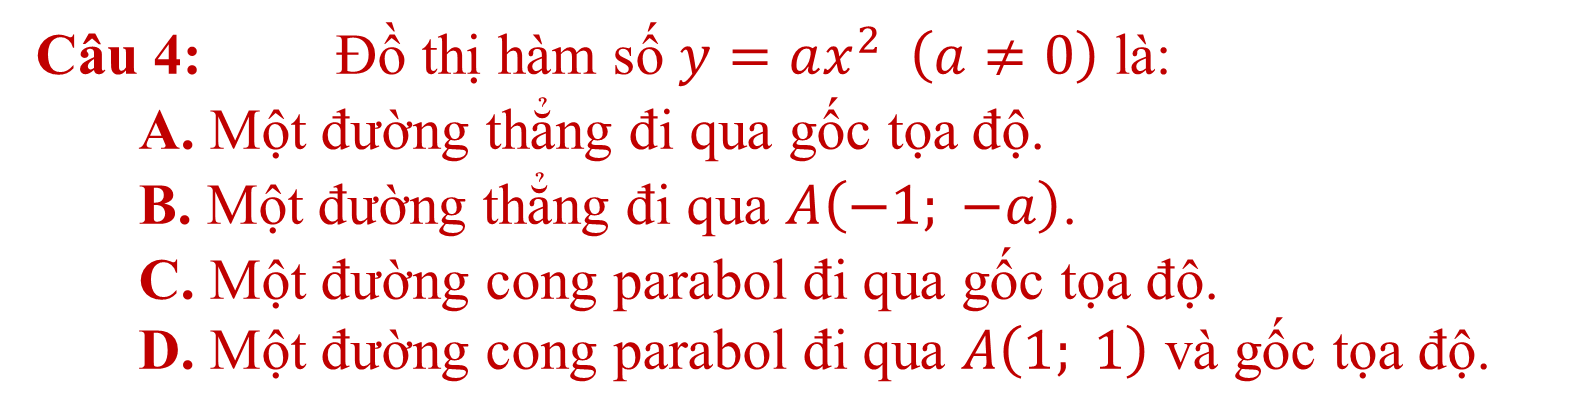 Câu 4: Đồ thị hàm số y = ax² (a ≠ 0) là:
A. Một đường thẳng đi qua gốc tọa độ.
B. Một đường thẳng đi qua A(−1; −a).
C. Một đường cong parabol đi qua gốc tọa độ.
D. Một đường cong parabol đi qua A(1; 1) và gốc tọa độ.